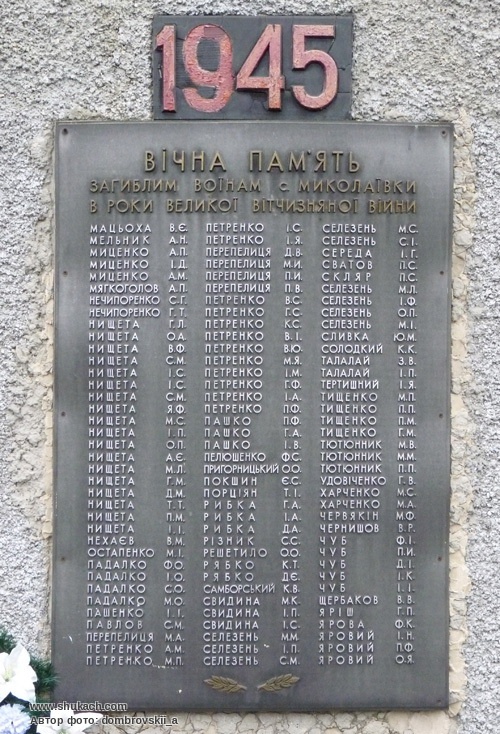 1945
ВІЧНА ПАМ'ЯТЬ
ЗАГИБЛИМ ВОЇНАМ с. МИКОЛАЇВКИ
В РОКИ ВЕЛИКОЇ ВІТЧИЗНЯНОЇ ВІЙНИ
МАЦЬОХА В.Є.
МЕЛЬНИК А.Н.
МИЦЕНКО А.П.
МИЦЕНКО І.Д.
МИЦЕНКО А.М.
МЯГКОГОЛОВ А.П.
НЕЧИПОРЕНКО С.Г.
НЕЧИПОРЕНКО Г.Т.
НИЩЕТА Г.Л.
НИЩЕТА О.А.
НИЩЕТА В.Ф.
НИЩЕТА С.М.
НИЩЕТА І.С.
НИЩЕТА І.С.
НИЩЕТА С.М.
НИЩЕТА Я.Ф.
НИЩЕТА М.С.
НИЩЕТА І.П.
НИЩЕТА О.П.
НИЩЕТА А.Є.
НИЩЕТА М.Л.
НИЩЕТА Г.М.
НИЩЕТА Д.М.
НИЩЕТА Т.Т.
НИЩЕТА П.М.
НИЩЕТА І.І.
НЕХАЄВ В.М.
ОСТАПЕНКО М.І.
ПАДАЛКО Ф.О.
ПАДАЛКО І.О.
ПАДАЛКО С.О.
ПАДАЛКО М.О.
ПАШЕНКО І.І.
ПАВЛОВ С.М.
ПЕРЕПЕЛИЦЯ М.А.
ПЕТРЕНКО А.М.
ПЕТРЕНКО М.П.
ПЕТРЕНКО І.С.
ПЕТРЕНКО І.Я.
ПЕРЕПЕЛИЦЯ Д.В.
ПЕРЕПЕЛИЦЯ М.И.
ПЕРЕПЕЛИЦЯ П.И.
ПЕРЕПЕЛИЦЯ П.В.
ПЕТРЕНКО В.С.
ПЕТРЕНКО Г.С.
ПЕТРЕНКО К.С.
ПЕТРЕНКО В.І.
ПЕТРЕНКО В.Ю.
ПЕТРЕНКО М.Я.
ПЕТРЕНКО І.М.
ПЕТРЕНКО Г.Ф.
ПЕТРЕНКО І.А.
ПЕТРЕНКО П.Ф.
ПАШКО П.Ф.
ПАШКО Г.А.
ПАШКО І.В.
ПЕЛЮШЕНКО Ф.С.
ПРИГОРНИЦЬКИЙ О.О.
ПОКШИН Є.С.
ПОРЦІЯН Т.І.
РИБКА Г.А.
РИБКА І.А.
РИБКА Д.А.
РІЗНИК С.С.
РЕШЕТИЛО О.О.
РЯБКО К.Т.
РЯБКО Д.Є.
САМБОРСЬКИЙ К.В.
СВИДИНА М.К.
СВИДИНА І.П.
СВИДИНА І.С.
СЕЛЕЗЕНЬ М.М.
СЕЛЕЗЕНЬ І.П.
СЕЛЕЗЕНЬ С.М.
СЕЛЕЗЕНЬ М.С.
СЕЛЕЗЕНЬ С.І.
СЕРЕДА І.Г.
СВАТОВ П.С.
СКЛЯР П.С.
СЕЛЕЗЕНЬ М.Л.
СЕЛЕЗЕНЬ І.Ф.
СЕЛЕЗЕНЬ О.П.
СЕЛЕЗЕНЬ М.І.
СЛИВКА Ю.М.
СОЛОДКИЙ К.К.
ТАЛАЛАЙ З.В.
ТАЛАЛАЙ І.П.
ТЕРТИШНИЙ І.Я.
ТИЩЕНКО М.П.
ТИЩЕНКО П.П.
ТИЩЕНКО П.М.
ТИЩЕНКО Г.М.
ТЮТЮННИК М.В.
ТЮТЮННИК М.М.
ТЮТЮННИК П.П.
УДОВІЧЕНКО Г.В.
ХАРЧЕНКО М.С.
ХАРЧЕНКО М.А.
ЧЕРВЯКІН М.Ф.
ЧЕРНИШОВ В.Р.
ЧУБ Ф.І.
ЧУБ П.И.
ЧУБ Д.І.
ЧУБ І.К.
ЧУБ І.І.
ЩЕРБАКОВ В.В.
ЯРІШ Г.П.
ЯРОВА Ф.К.
ЯРОВИЙ І.Н.
ЯРОВИЙ П.Ф.
ЯРОВИЙ О.Я.
www.shukach.com
Автор фото: dombrovskij_a